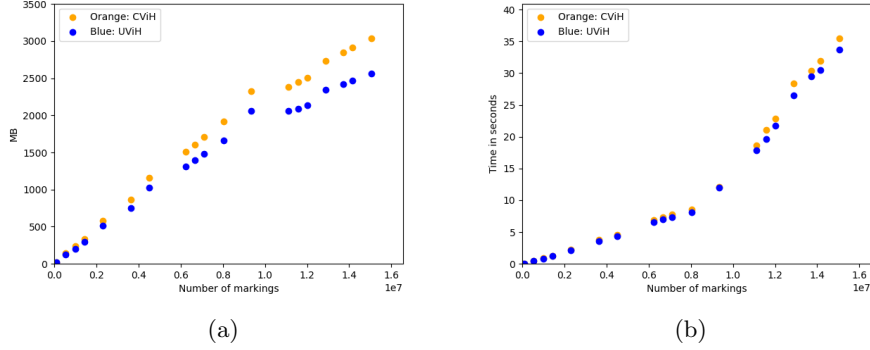 3500
3000
2500
2000
1500
1000
500
0
MB
Orange: CViH
Blue: UViH
0.0 0.2 0.4 0.6 0.8 1.0 1.2 1.4 1.6
1e7
Number of markings
(a)
40
35
30
25
20
15
10
5
0
Time in seconds
Orange: CViH
Blue: UViH
0.0 0.2 0.4 0.6 0.8 1.0 1.2 1.4 1.6
1e7
Number of markings
(b)